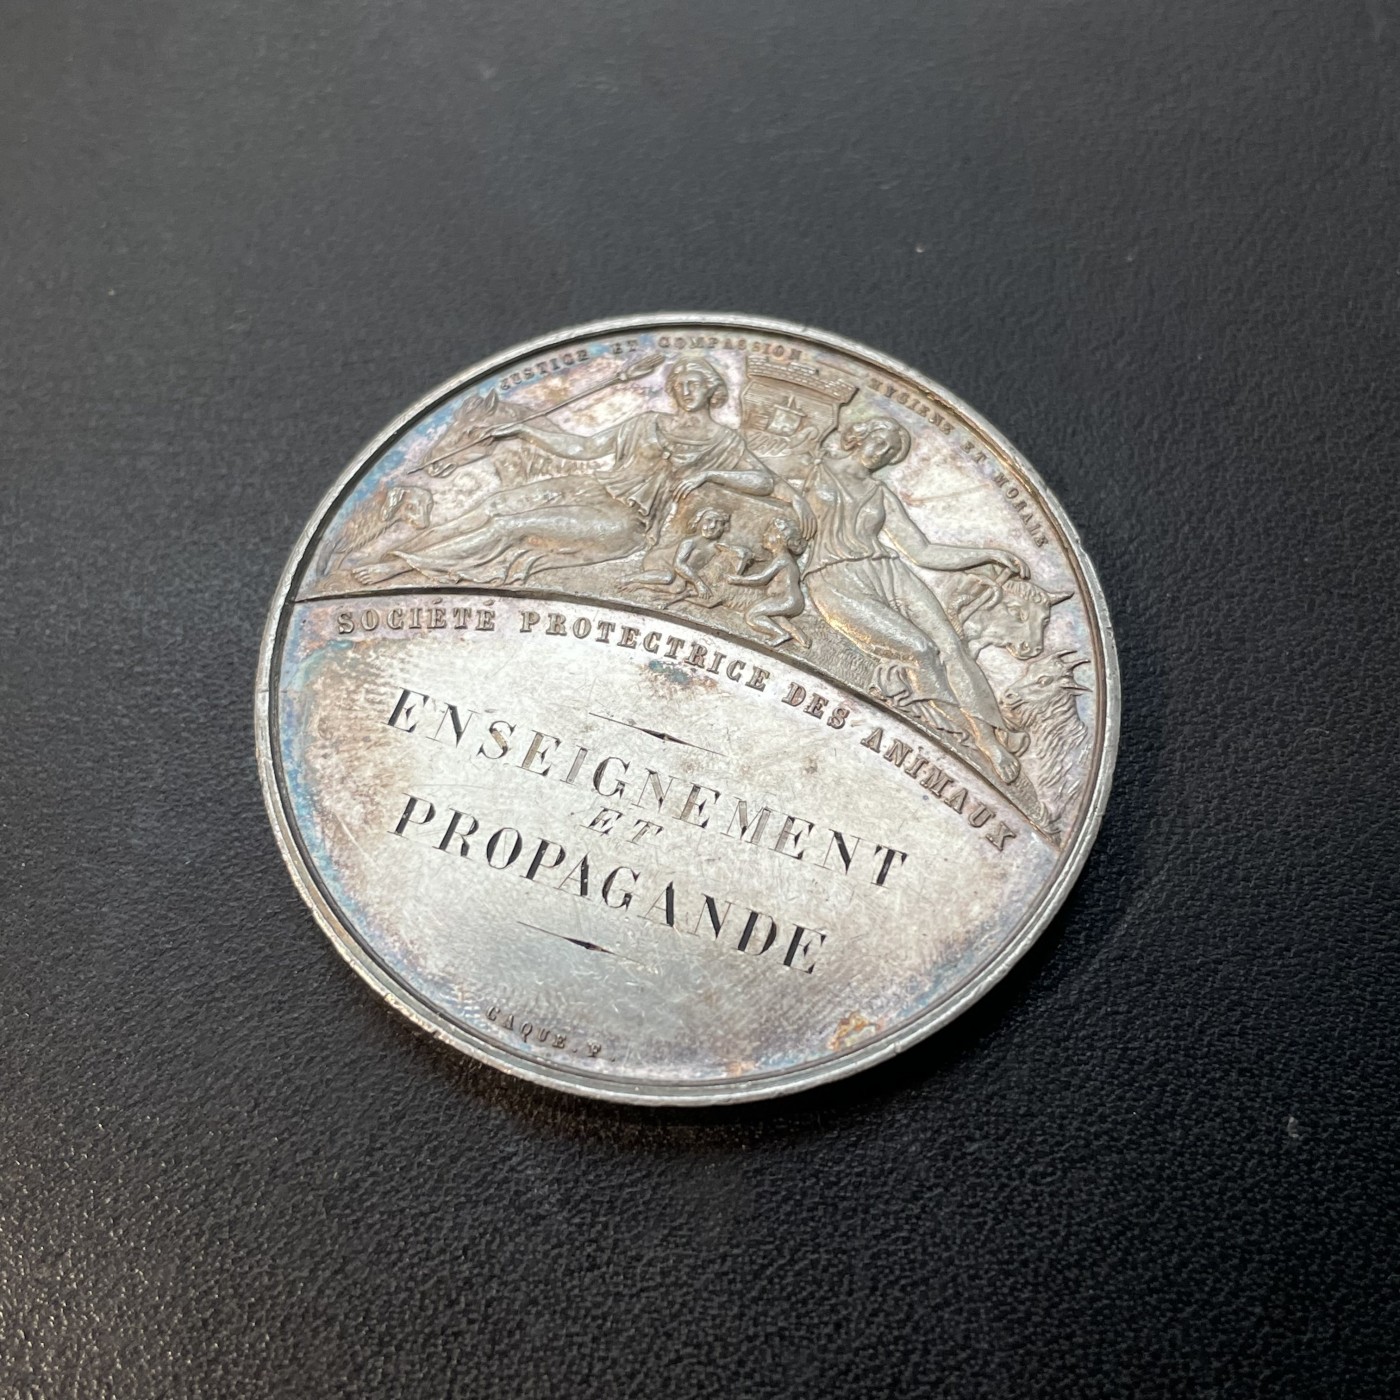 JUSTICE ET COMPASSION HYGIENE ET MORALE
SOCIÉTÉ PROTECTRICE DES ANIMAUX
ENSEIGNEMENT
ET
PROPAGANDE
CAQUE. F.